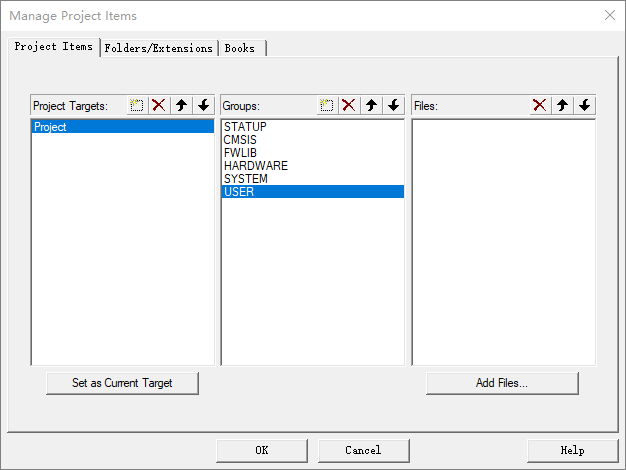 Manage Project Items
Project Items
Folders/Extensions
Books
Project Targets:
Groups:
Files:
Project
STATUP
CMSIS
FWLIB
HARDWARE
SYSTEM
USER
Set as Current Target
Add Files...
OK
Cancel
Help